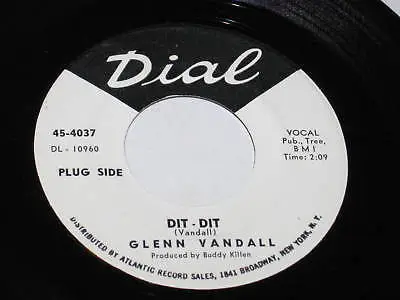 Dial
45-4037
DL - 10960
PLUG SIDE
VOCAL
Pub., Tree,
BMI
Time: 2:09
DIT - DIT
(Vandall)
GLENN VANDALL
Produced by Buddy Killen
DISTRIBUTED BY ATLANTIC RECORD SALES, 1841 BROADWAY, NEW YORK, N.Y.